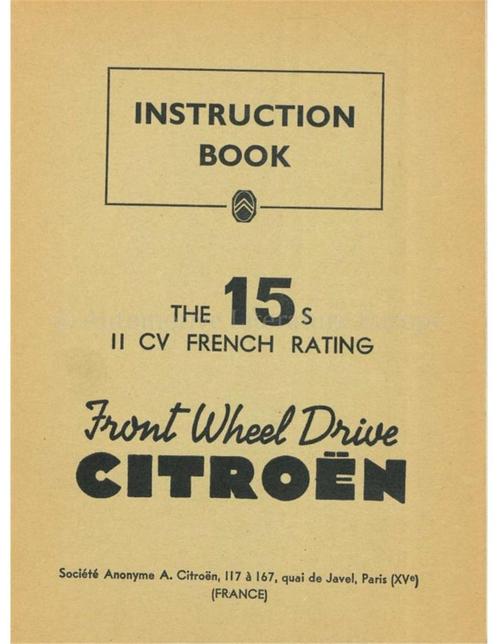 INSTRUCTION
BOOK
THE 15 S
11 CV FRENCH RATING
Front Wheel Drive
CITROËN
Société Anonyme A. Citroën, 117 à 167, quai de Javel, Paris (XVe)
(FRANCE)